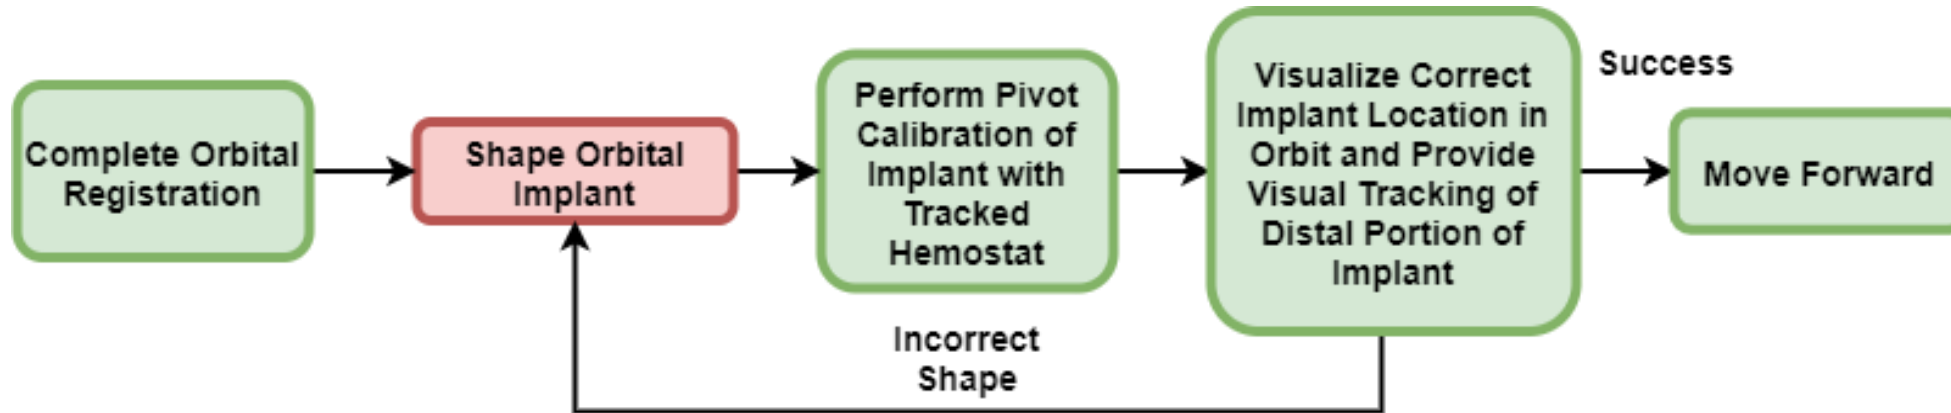 Complete Orbital
Registration
Shape Orbital
Implant
Perform Pivot
Calibration of
Implant with
Tracked
Hemostat
Visualize Correct
Implant Location in
Orbit and Provide
Visual Tracking of
Distal Portion of
Implant
Success
Move Forward
Incorrect
Shape